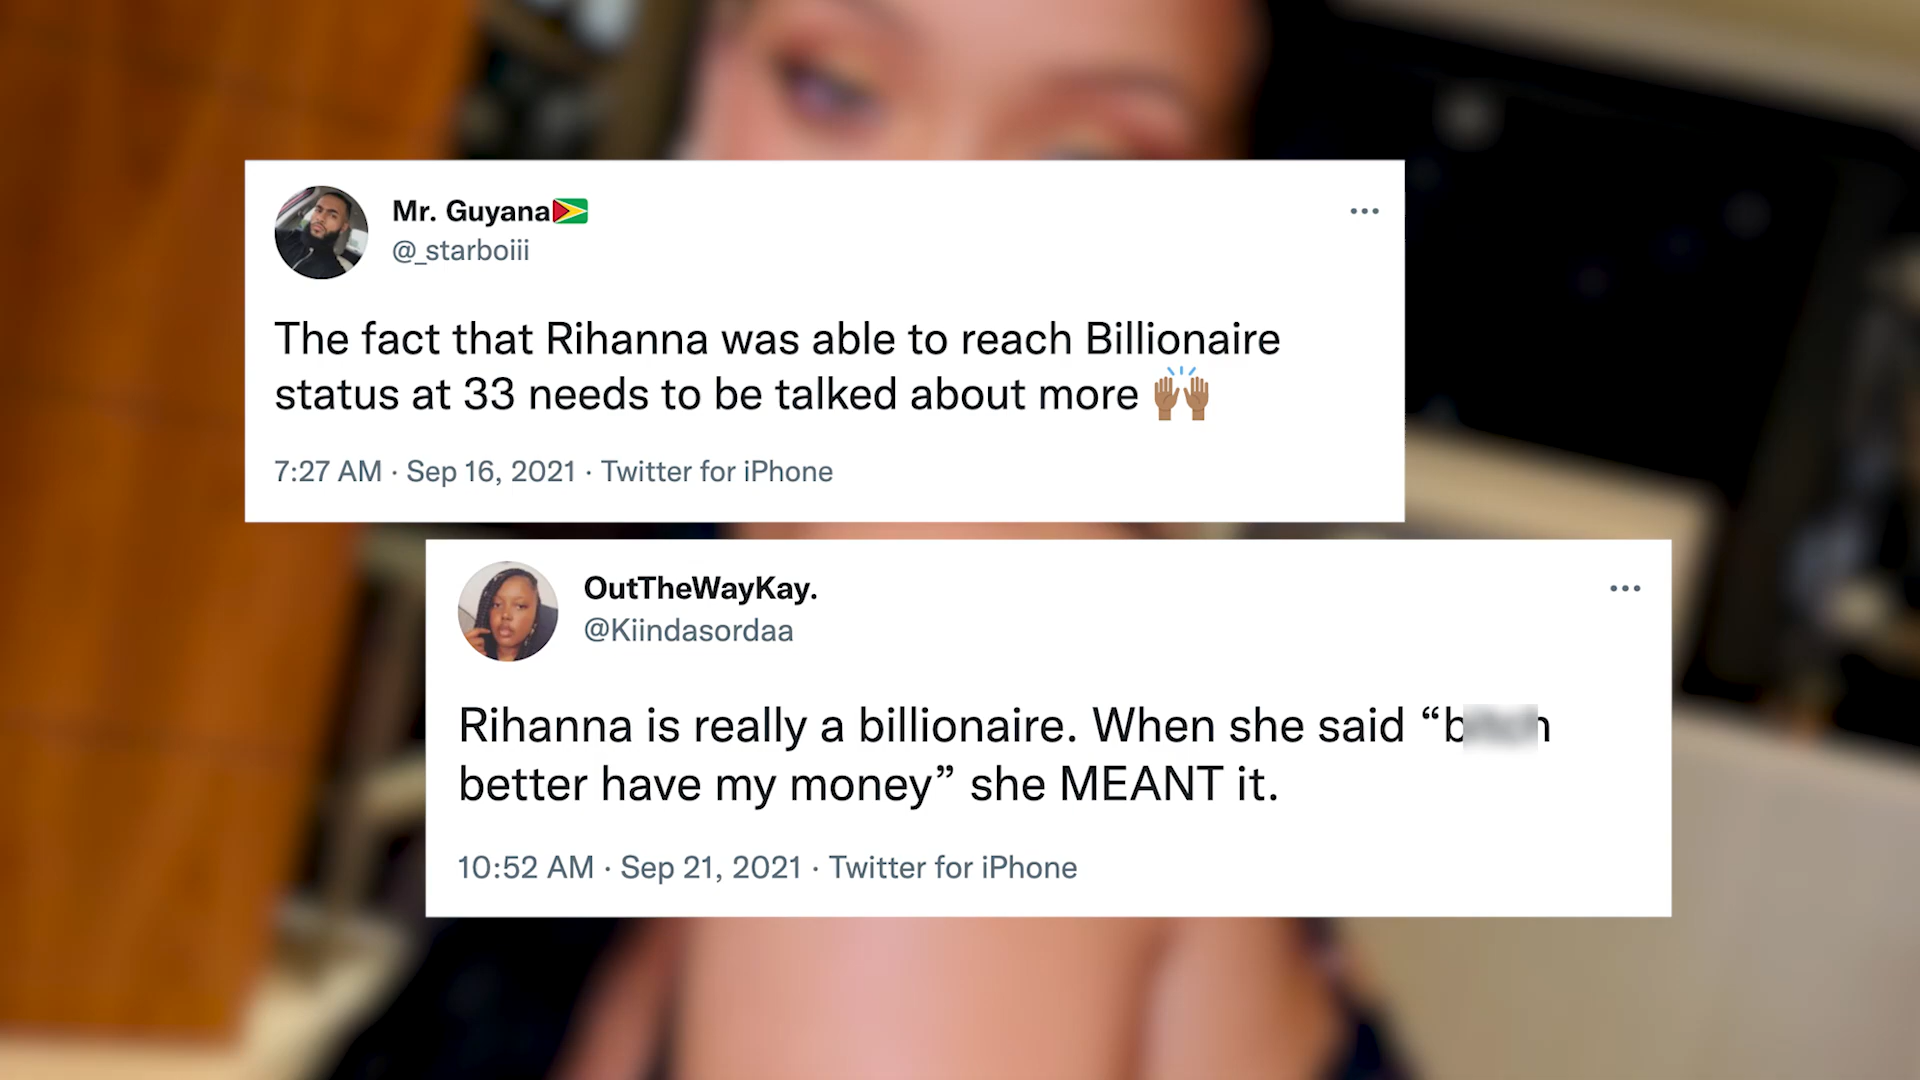 Mr. Guyana🇬🇾
@_starboiii
The fact that Rihanna was able to reach Billionaire
status at 33 needs to be talked about more 🙌🏾
7:27 AM · Sep 16, 2021 · Twitter for iPhone
OutTheWayKay.
@Kiindasordaa
Rihanna is really a billionaire. When she said “
better have my money” she MEANT it.
10:52 AM · Sep 21, 2021 · Twitter for iPhone